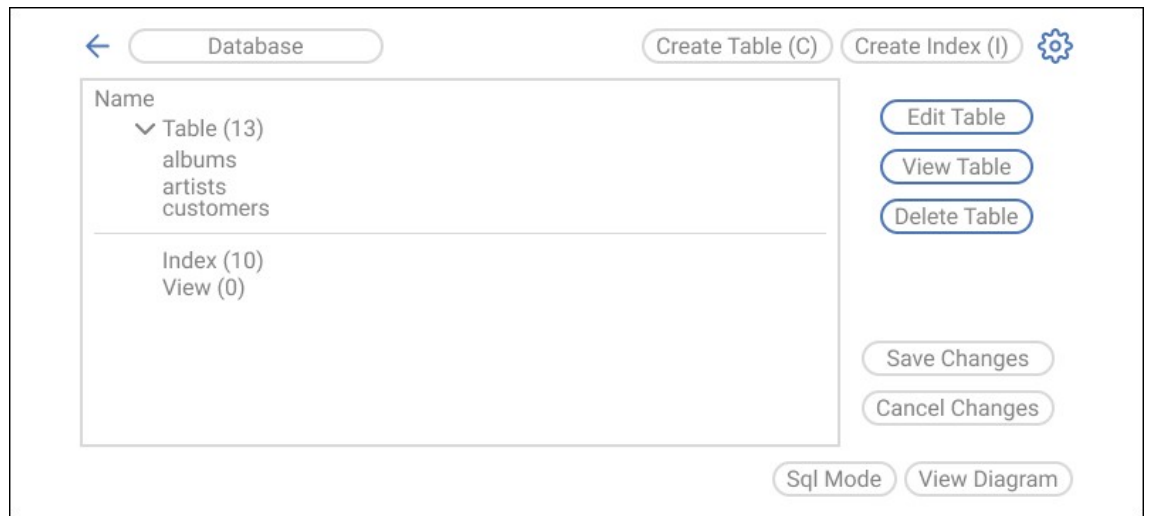 Database
Create Table (C)
Create Index (I)
Name
Table (13)
albums
artists
customers
Index (10)
View (0)
Edit Table
View Table
Delete Table
Save Changes
Cancel Changes
Sql Mode
View Diagram